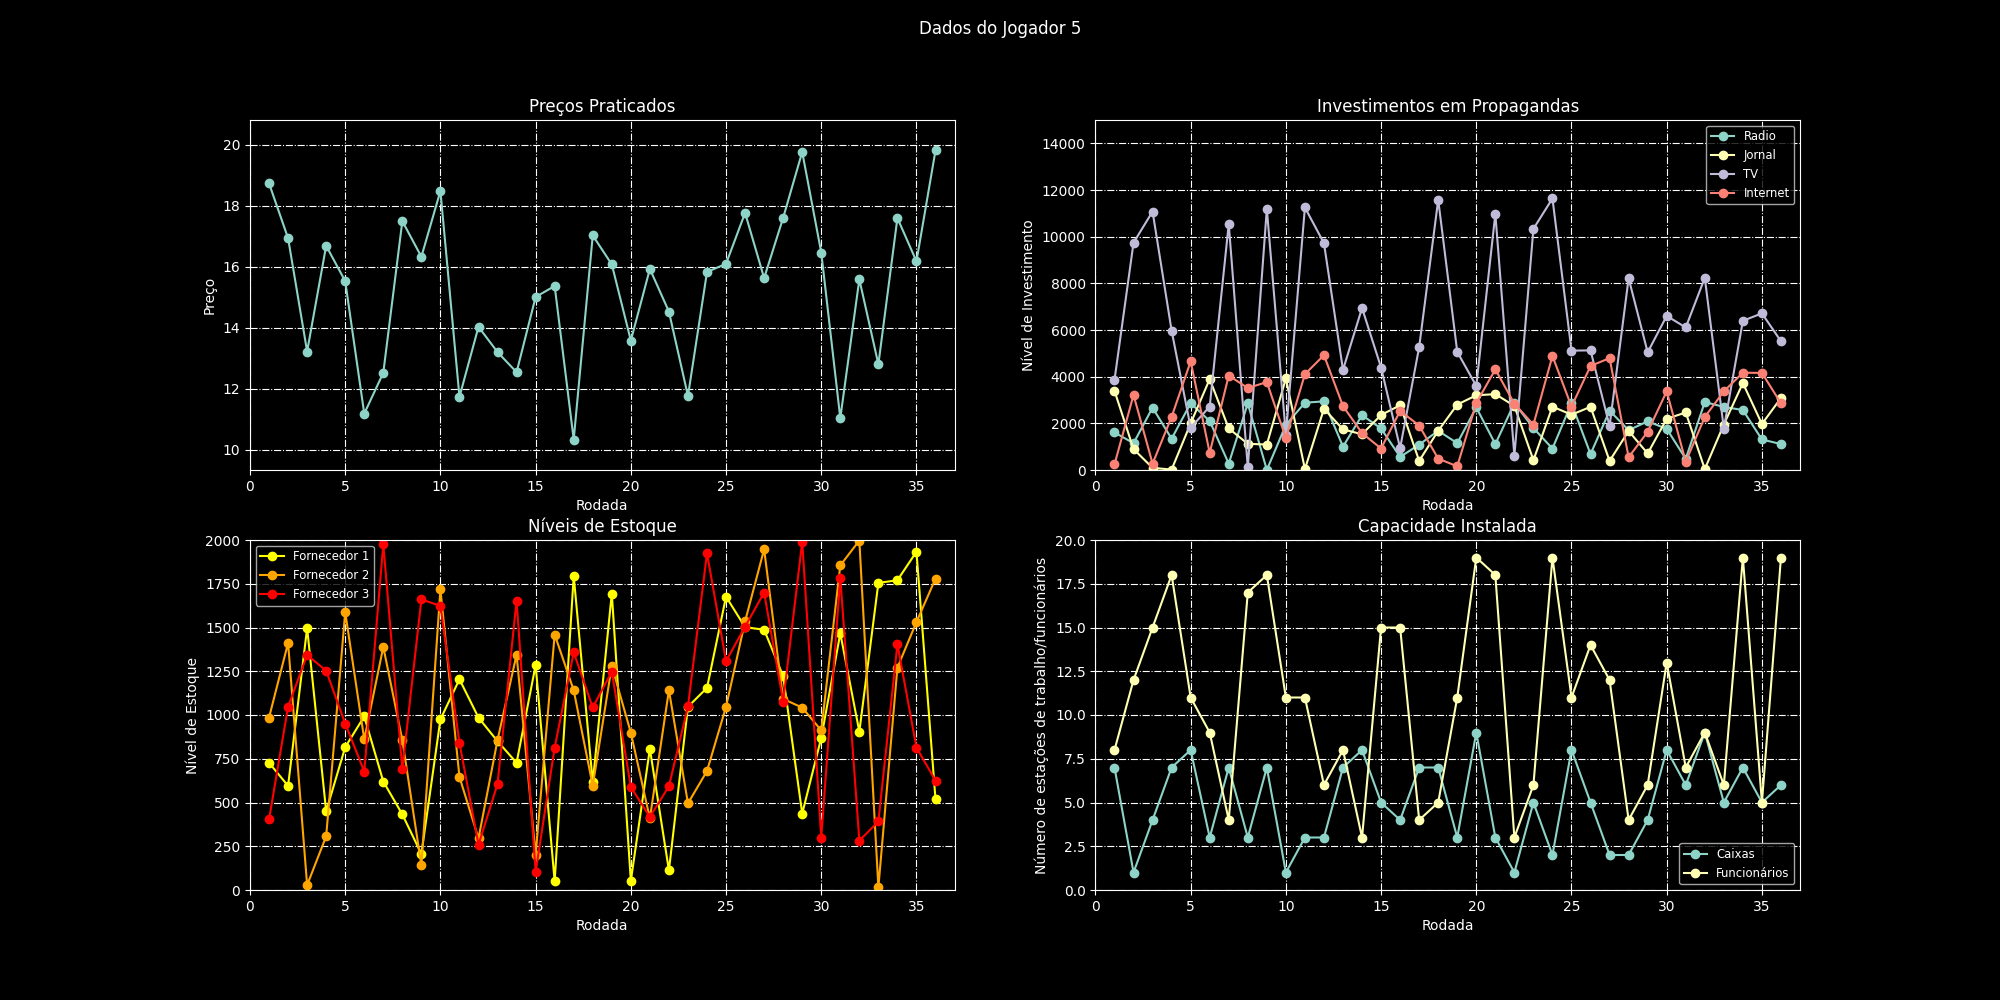 Dados do Jogador 5
Preços Praticados
20
18
16
14
12
10
Preço
0 5 10 15 20 25 30 35
Rodada
Investimentos em Propagandas
14000
12000
10000
8000
6000
4000
2000
0
Nível de Investimento
Radio
Jornal
TV
Internet
0 5 10 15 20 25 30 35
Rodada
Níveis de Estoque
2000
1750
1500
1250
1000
750
500
250
0
Nível de Estoque
Fornecedor 1
Fornecedor 2
Fornecedor 3
0 5 10 15 20 25 30 35
Rodada
Capacidade Instalada
20.0
17.5
15.0
12.5
10.0
7.5
5.0
2.5
0.0
Número de estações de trabalho/funcionários
Caixas
Funcionários
0 5 10 15 20 25 30 35
Rodada